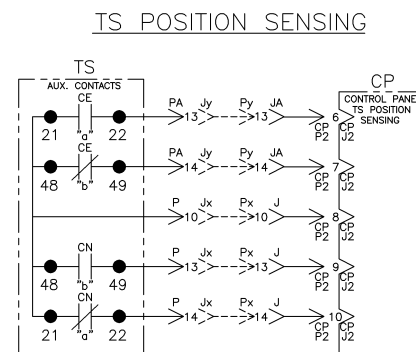 TS POSITION SENSING
TS
AUX. CONTACTS
CP
CONTROL PANE
TS POSITION
SENSING
CE
21 22
"a"
PA Jy Py JA
13 13 6
CP CP
P2 J2
CE
48 49
"b"
PA Jy Py JA
14 14 7
CP CP
P2 J2
P Jx Px J
10 10 8
CP CP
P2 J2
CN
48 49
"b"
P Jx Px J
13 13 9
CP CP
P2 J2
CN
21 22
"a"
P Jx Px J
14 14 10
CP CP
P2 J2